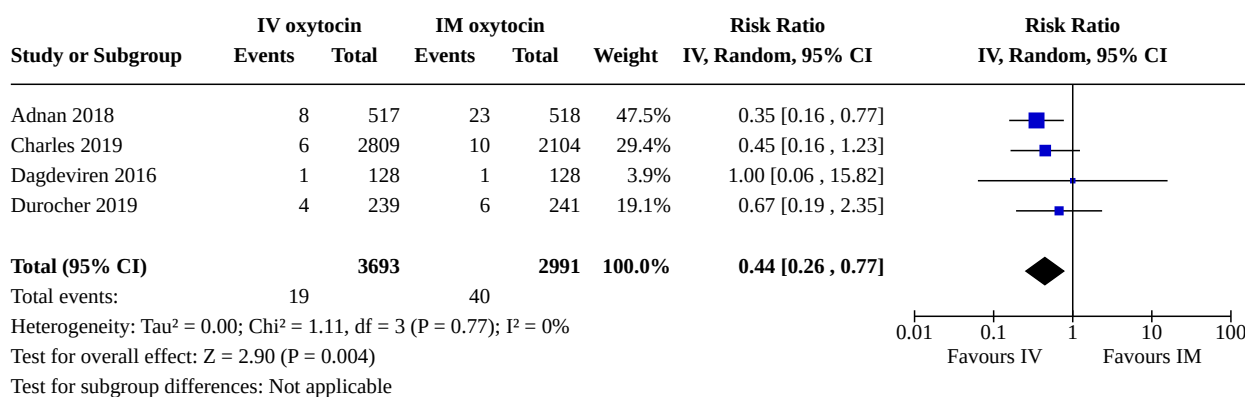 IV oxytocin IM oxytocin Risk Ratio Risk Ratio
Study or Subgroup Events Total Events Total Weight IV, Random, 95% CI IV, Random, 95% CI
Adnan 2018 8 517 23 518 47.5% 0.35 [0.16 , 0.77]
Charles 2019 6 2809 10 2104 29.4% 0.45 [0.16 , 1.23]
Dagdeviren 2016 1 128 1 128 3.9% 1.00 [0.06 , 15.82]
Durocher 2019 4 239 6 241 19.1% 0.67 [0.19 , 2.35]
Total (95% CI) 3693 2991 100.0% 0.44 [0.26 , 0.77]
Total events: 19 40
Heterogeneity: Tau² = 0.00; Chi² = 1.11, df = 3 (P = 0.77); I² = 0%
0.01 0.1 1 10 100
Test for overall effect: Z = 2.90 (P = 0.004) Favours IV Favours IM
Test for subgroup differences: Not applicable